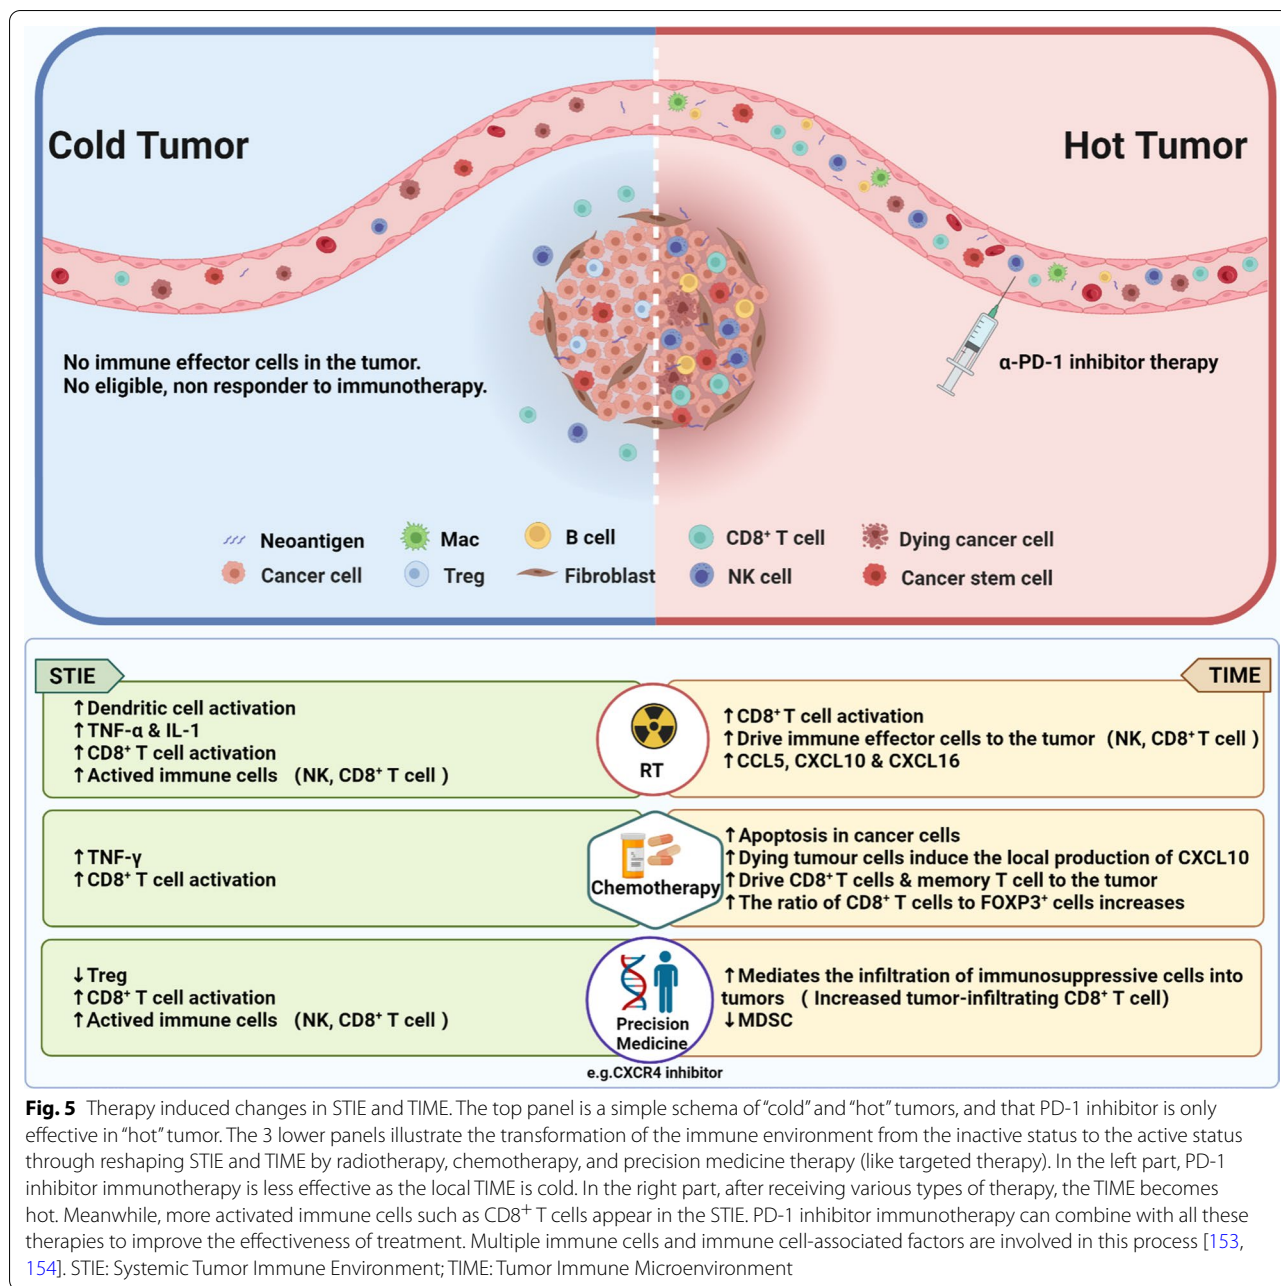 Cold Tumor
Hot Tumor
No immune effector cells in the tumor.
No eligible, non responder to immunotherapy.
α-PD-1 inhibitor therapy
Neoantigen
Mac
B cell
CD8⁺ T cell
Dying cancer cell
Cancer cell
Treg
Fibroblast
NK cell
Cancer stem cell
STIE
TIME
↑Dendritic cell activation
↑TNF-α & IL-1
↑CD8⁺ T cell activation
↑Actived immune cells (NK, CD8⁺ T cell )
RT
↑CD8⁺ T cell activation
↑Drive immune effector cells to the tumor (NK, CD8⁺ T cell )
↑CCL5, CXCL10 & CXCL16
↑TNF-γ
↑CD8⁺ T cell activation
Chemotherapy
↑Apoptosis in cancer cells
↑Dying tumour cells induce the local production of CXCL10
↑Drive CD8⁺ T cells & memory T cell to the tumor
↑The ratio of CD8⁺ T cells to FOXP3⁺ cells increases
↓Treg
↑CD8⁺ T cell activation
↑Actived immune cells (NK, CD8⁺ T cell )
Precision
Medicine
↑Mediates the infiltration of immunosuppressive cells into
tumors ( Increased tumor-infiltrating CD8⁺ T cell)
↓MDSC
e.g.CXCR4 inhibitor
Fig. 5 Therapy induced changes in STIE and TIME. The top panel is a simple schema of “cold” and “hot” tumors, and that PD-1 inhibitor is only
effective in “hot” tumor. The 3 lower panels illustrate the transformation of the immune environment from the inactive status to the active status
through reshaping STIE and TIME by radiotherapy, chemotherapy, and precision medicine therapy (like targeted therapy). In the left part, PD-1
inhibitor immunotherapy is less effective as the local TIME is cold. In the right part, after receiving various types of therapy, the TIME becomes
hot. Meanwhile, more activated immune cells such as CD8⁺ T cells appear in the STIE. PD-1 inhibitor immunotherapy can combine with all these
therapies to improve the effectiveness of treatment. Multiple immune cells and immune cell-associated factors are involved in this process [153,
154]. STIE: Systemic Tumor Immune Environment; TIME: Tumor Immune Microenvironment